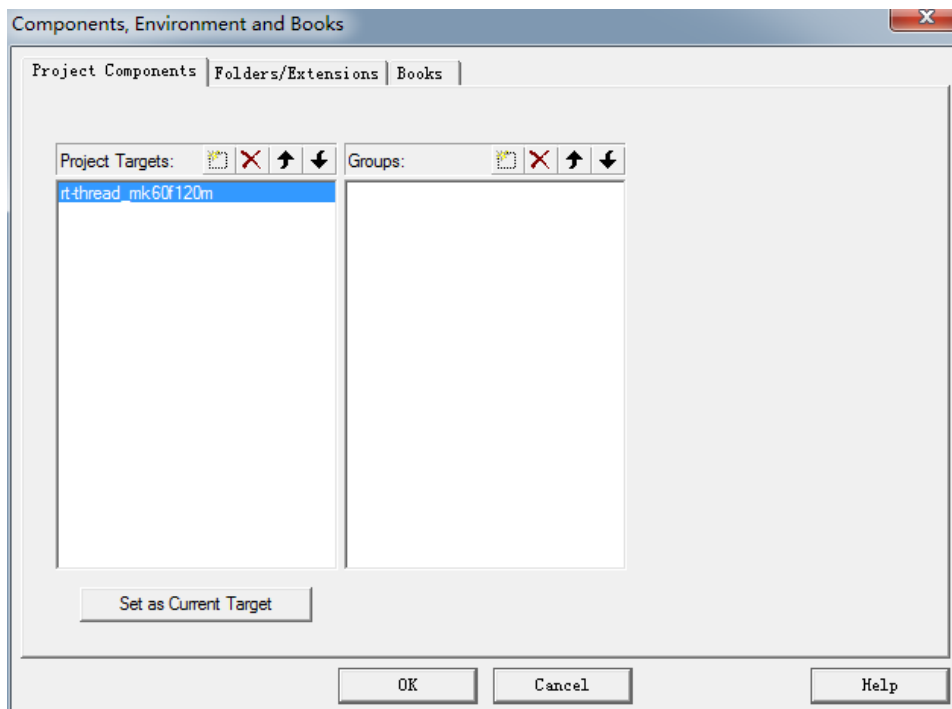 Components, Environment and Books
Project Components Folders/Extensions Books
Project Targets: Groups:
rt-thread_mk60f120m
Set as Current Target
OK Cancel Help